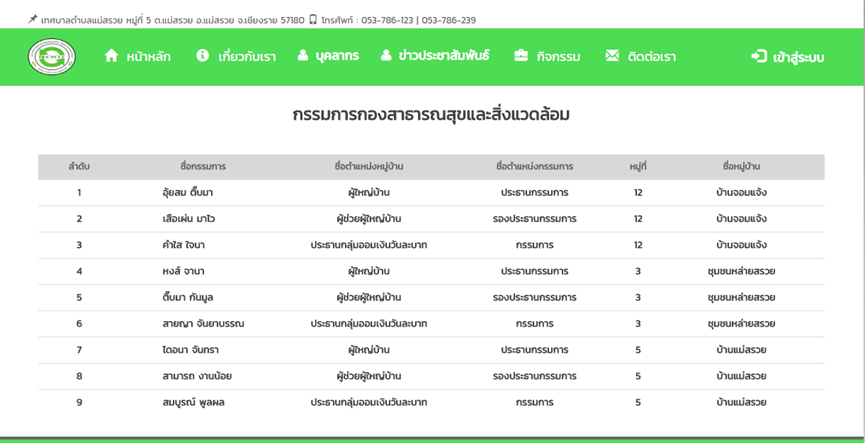 เทศบาลตำบลแม่สรวย หมู่ที่ 5 ต.แม่สรวย อ.แม่สรวย จ.เชียงราย 57180 โทรศัพท์ : 053-786-123 | 053-786-239
หน้าหลัก เกี่ยวกับเรา บุคลากร ข่าวประชาสัมพันธ์ กิจกรรม ติดต่อเรา เข้าสู่ระบบ
กรรมการกองสาธารณสุขและสิ่งแวดล้อม
ลำดับ ชื่อกรรมการ ชื่อตำแหน่งหมู่บ้าน ชื่อตำแหน่งกรรมการ หมู่ที่ ชื่อหมู่บ้าน
1 อุ้ยสม ติ๊บมา ผู้ใหญ่บ้าน ประธานกรรมการ 12 บ้านจอมแจ้ง
2 เสือเผ่น มาไว ผู้ช่วยผู้ใหญ่บ้าน รองประธานกรรมการ 12 บ้านจอมแจ้ง
3 คำใส ใจนา ประธานกลุ่มออมเงินวันละบาท กรรมการ 12 บ้านจอมแจ้ง
4 หงส์ จานา ผู้ใหญ่บ้าน ประธานกรรมการ 3 ชุมชนหล่ายสรวย
5 ติ๊บมา กันมูล ผู้ช่วยผู้ใหญ่บ้าน รองประธานกรรมการ 3 ชุมชนหล่ายสรวย
6 สายญา จันยาบรรณ ประธานกลุ่มออมเงินวันละบาท กรรมการ 3 ชุมชนหล่ายสรวย
7 ไดอนา จันทรา ผู้ใหญ่บ้าน ประธานกรรมการ 5 บ้านแม่สรวย
8 สามารถ งานน้อย ผู้ช่วยผู้ใหญ่บ้าน รองประธานกรรมการ 5 บ้านแม่สรวย
9 สมบูรณ์ พูลผล ประธานกลุ่มออมเงินวันละบาท กรรมการ 5 บ้านแม่สรวย